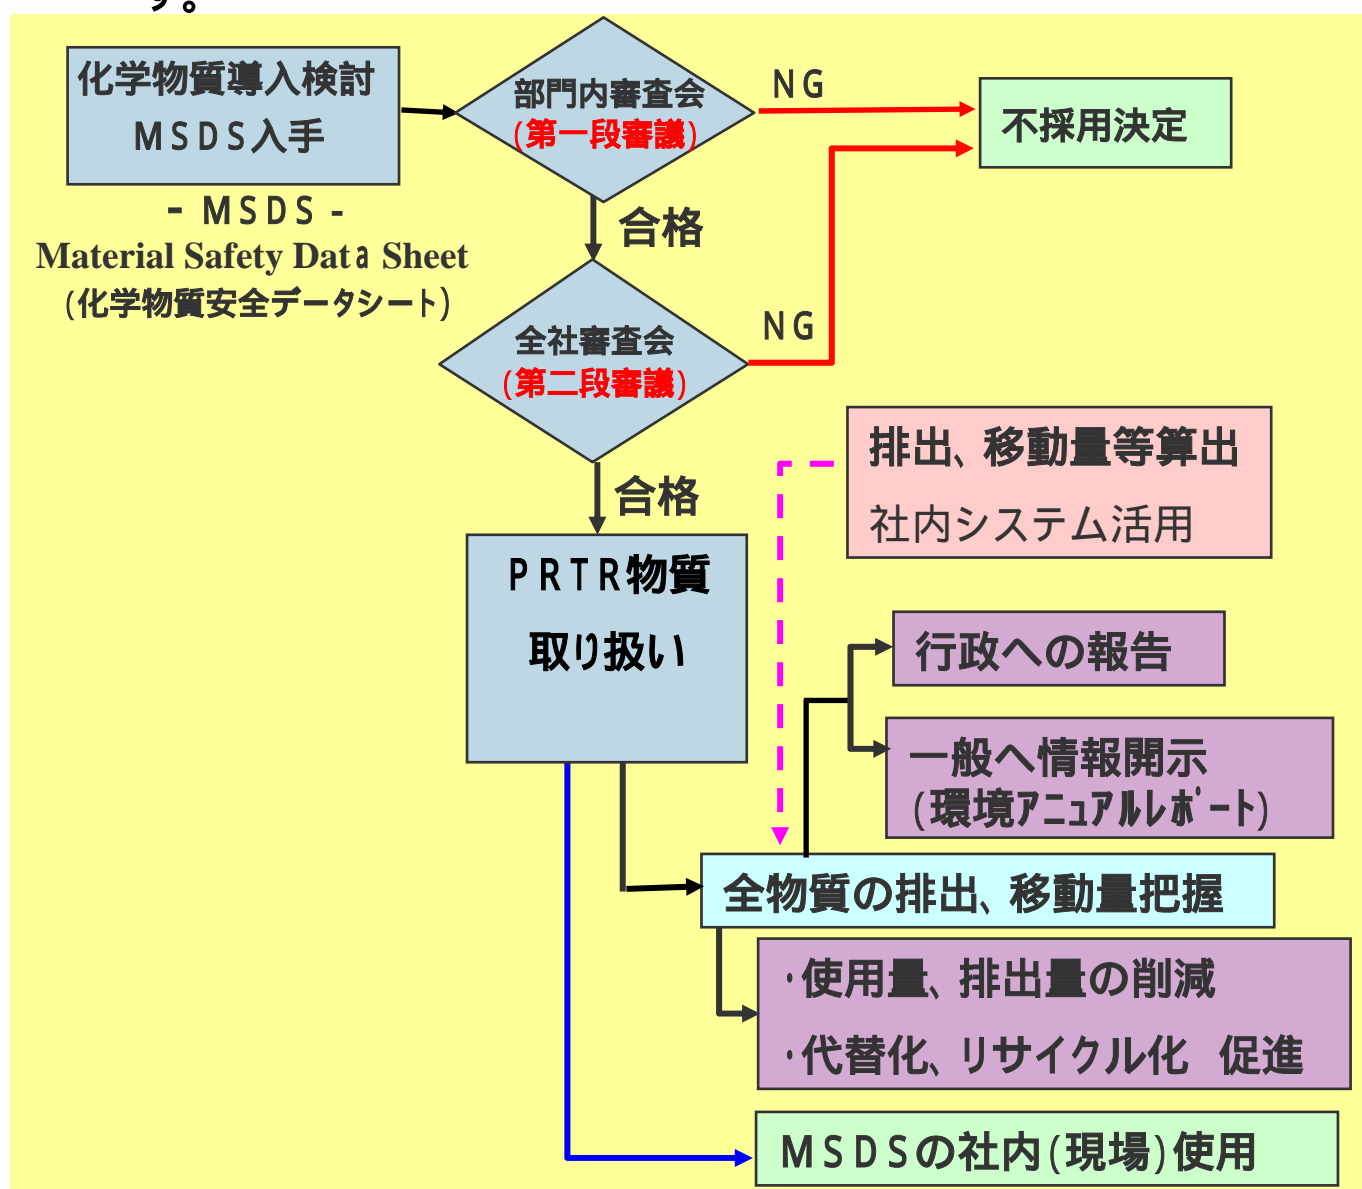 す。
化学物質導入検討
MSDS入手
- MSDS -
Material Safety Data Sheet
(化学物質安全データシート)
部門内審査会
(第一段審議)
NG
不採用決定
合格
全社審査会
(第二段審議)
NG
合格
排出、移動量等算出
社内システム活用
PRTR物質
取り扱い
行政への報告
一般へ情報開示
(環境アニュアルレポート)
全物質の排出、移動量把握
・使用量、排出量の削減
・代替化、リサイクル化 促進
MSDSの社内(現場)使用